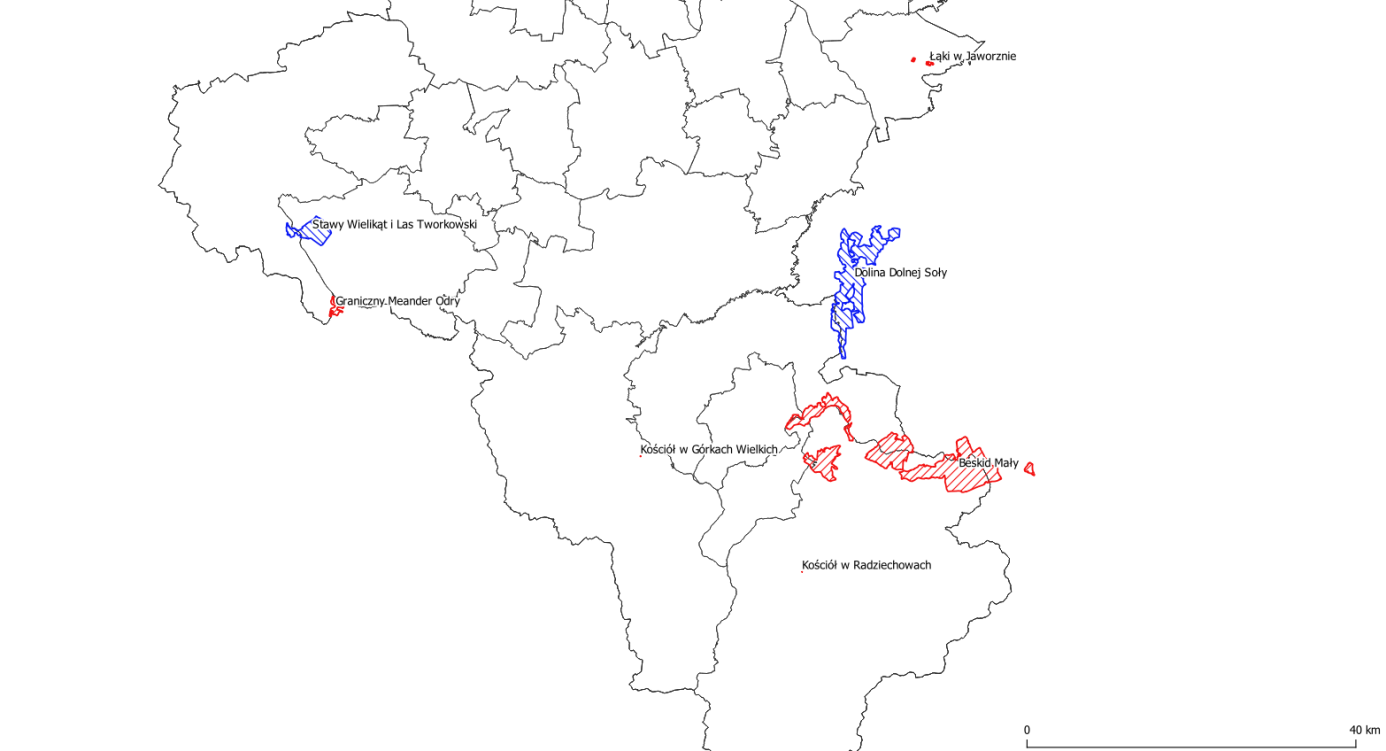 Łąki w Jaworznie
Stawy Wielikąt i Las Tworkowski
Dolina Dolnej Soły
Graniczny Meander Odry
Kościół w Górkach Wielkich
Beskid Mały
Kościół w Radziechowach
0
40 km